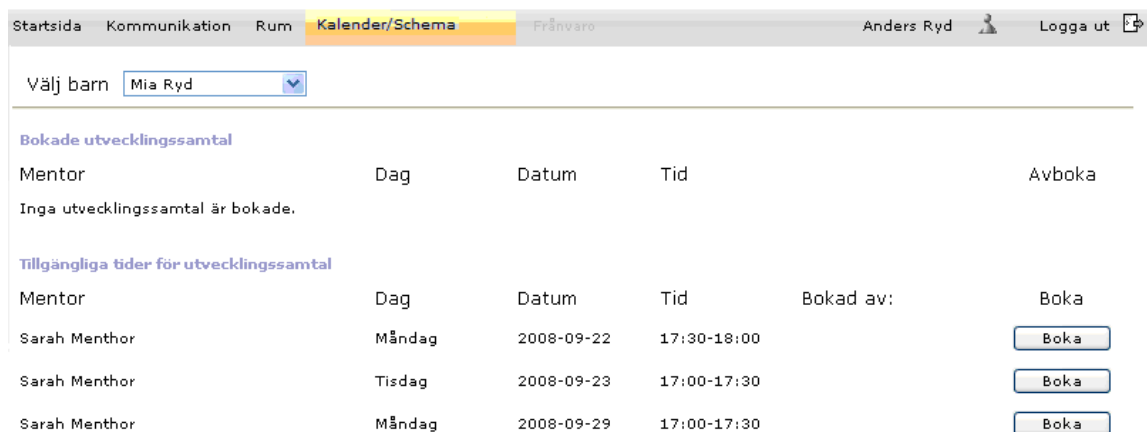 Startsida Kommunikation Rum Kalender/Schema Frånvaro Anders Ryd Logga ut
Välj barn Mia Ryd
Bokade utvecklingssamtal
Mentor Dag Datum Tid Avboka
Inga utvecklingssamtal är bokade.
Tillgängliga tider för utvecklingssamtal
Mentor Dag Datum Tid Bokad av: Boka
Sarah Menthor Måndag 2008-09-22 17:30-18:00 Boka
Sarah Menthor Tisdag 2008-09-23 17:00-17:30 Boka
Sarah Menthor Måndag 2008-09-29 17:00-17:30 Boka